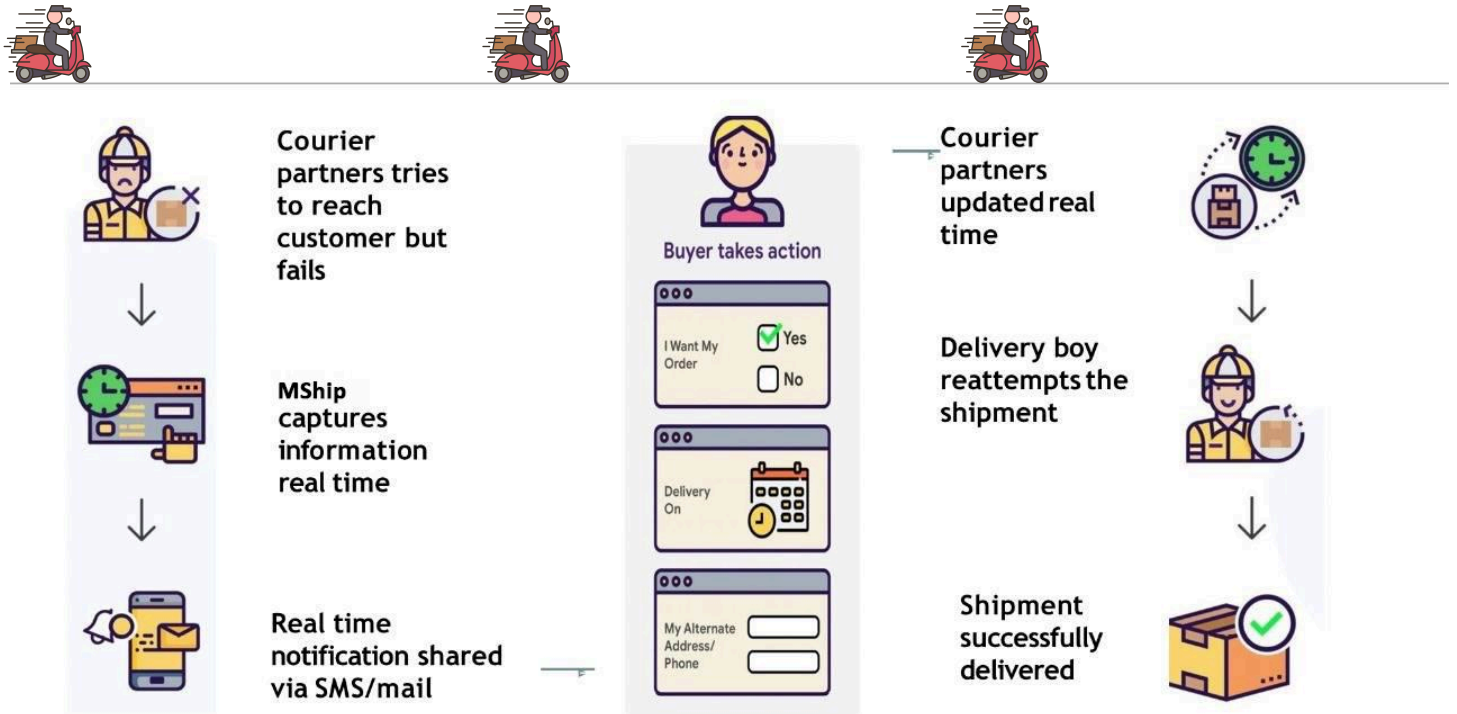 Courier
partners tries
to reach
customer but
fails
MShip
captures
information
real time
Real time
notification shared
via SMS/mail
Buyer takes action
I Want My
Order
Yes
No
Delivery
On
My Alternate
Address/
Phone
Courier
partners
updated real
time
Delivery boy
reattempts the
shipment
Shipment
successfully
delivered